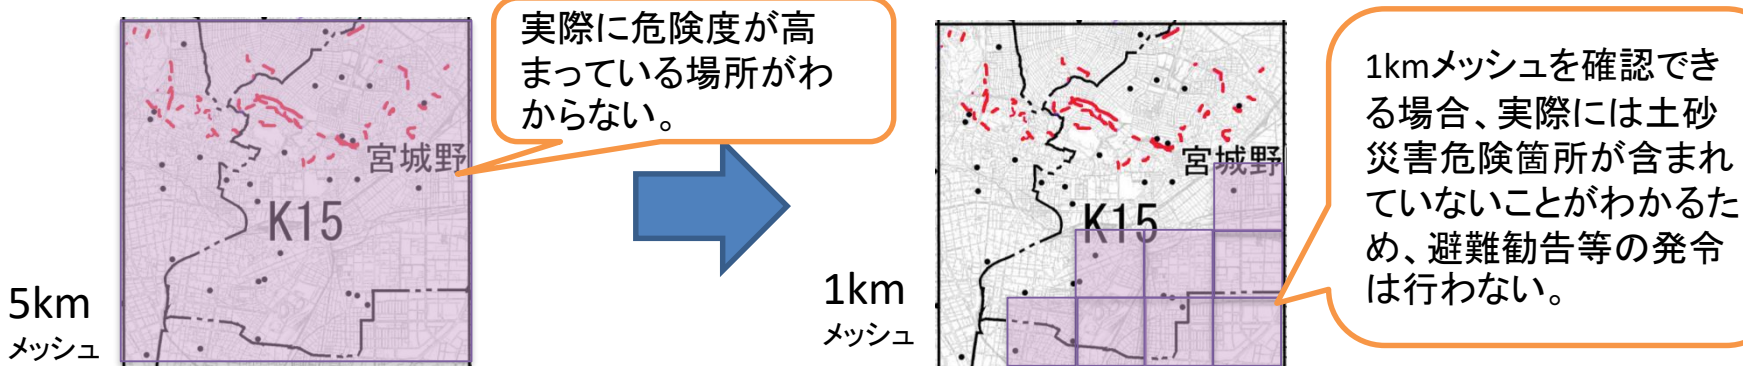 実際に危険度が高
まっている場所がわ
からない。
宮城野
K15
5km
メッシュ
1kmメッシュを確認でき
る場合、実際には土砂
災害危険箇所が含まれ
ていないことがわかるた
め、避難勧告等の発令
は行わない。
宮城野
K15
1km
メッシュ